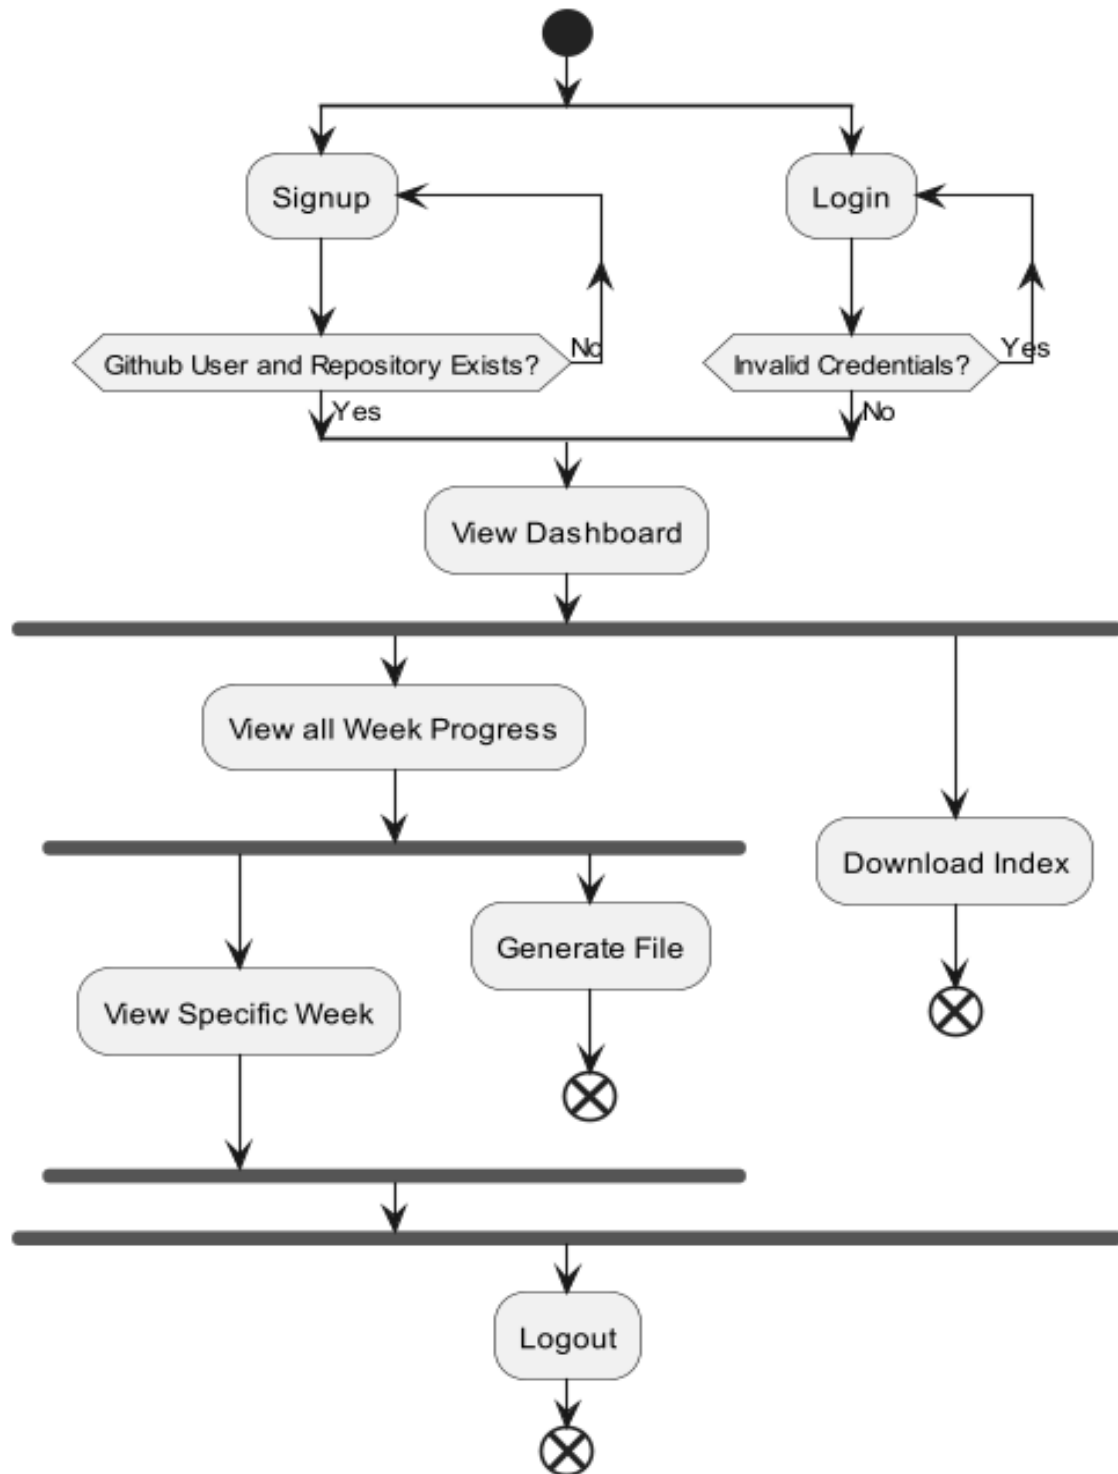 Signup
Login
Github User and Repository Exists?
No
Invalid Credentials?
Yes
Yes
No
View Dashboard
View all Week Progress
Download Index
Generate File
View Specific Week
Logout